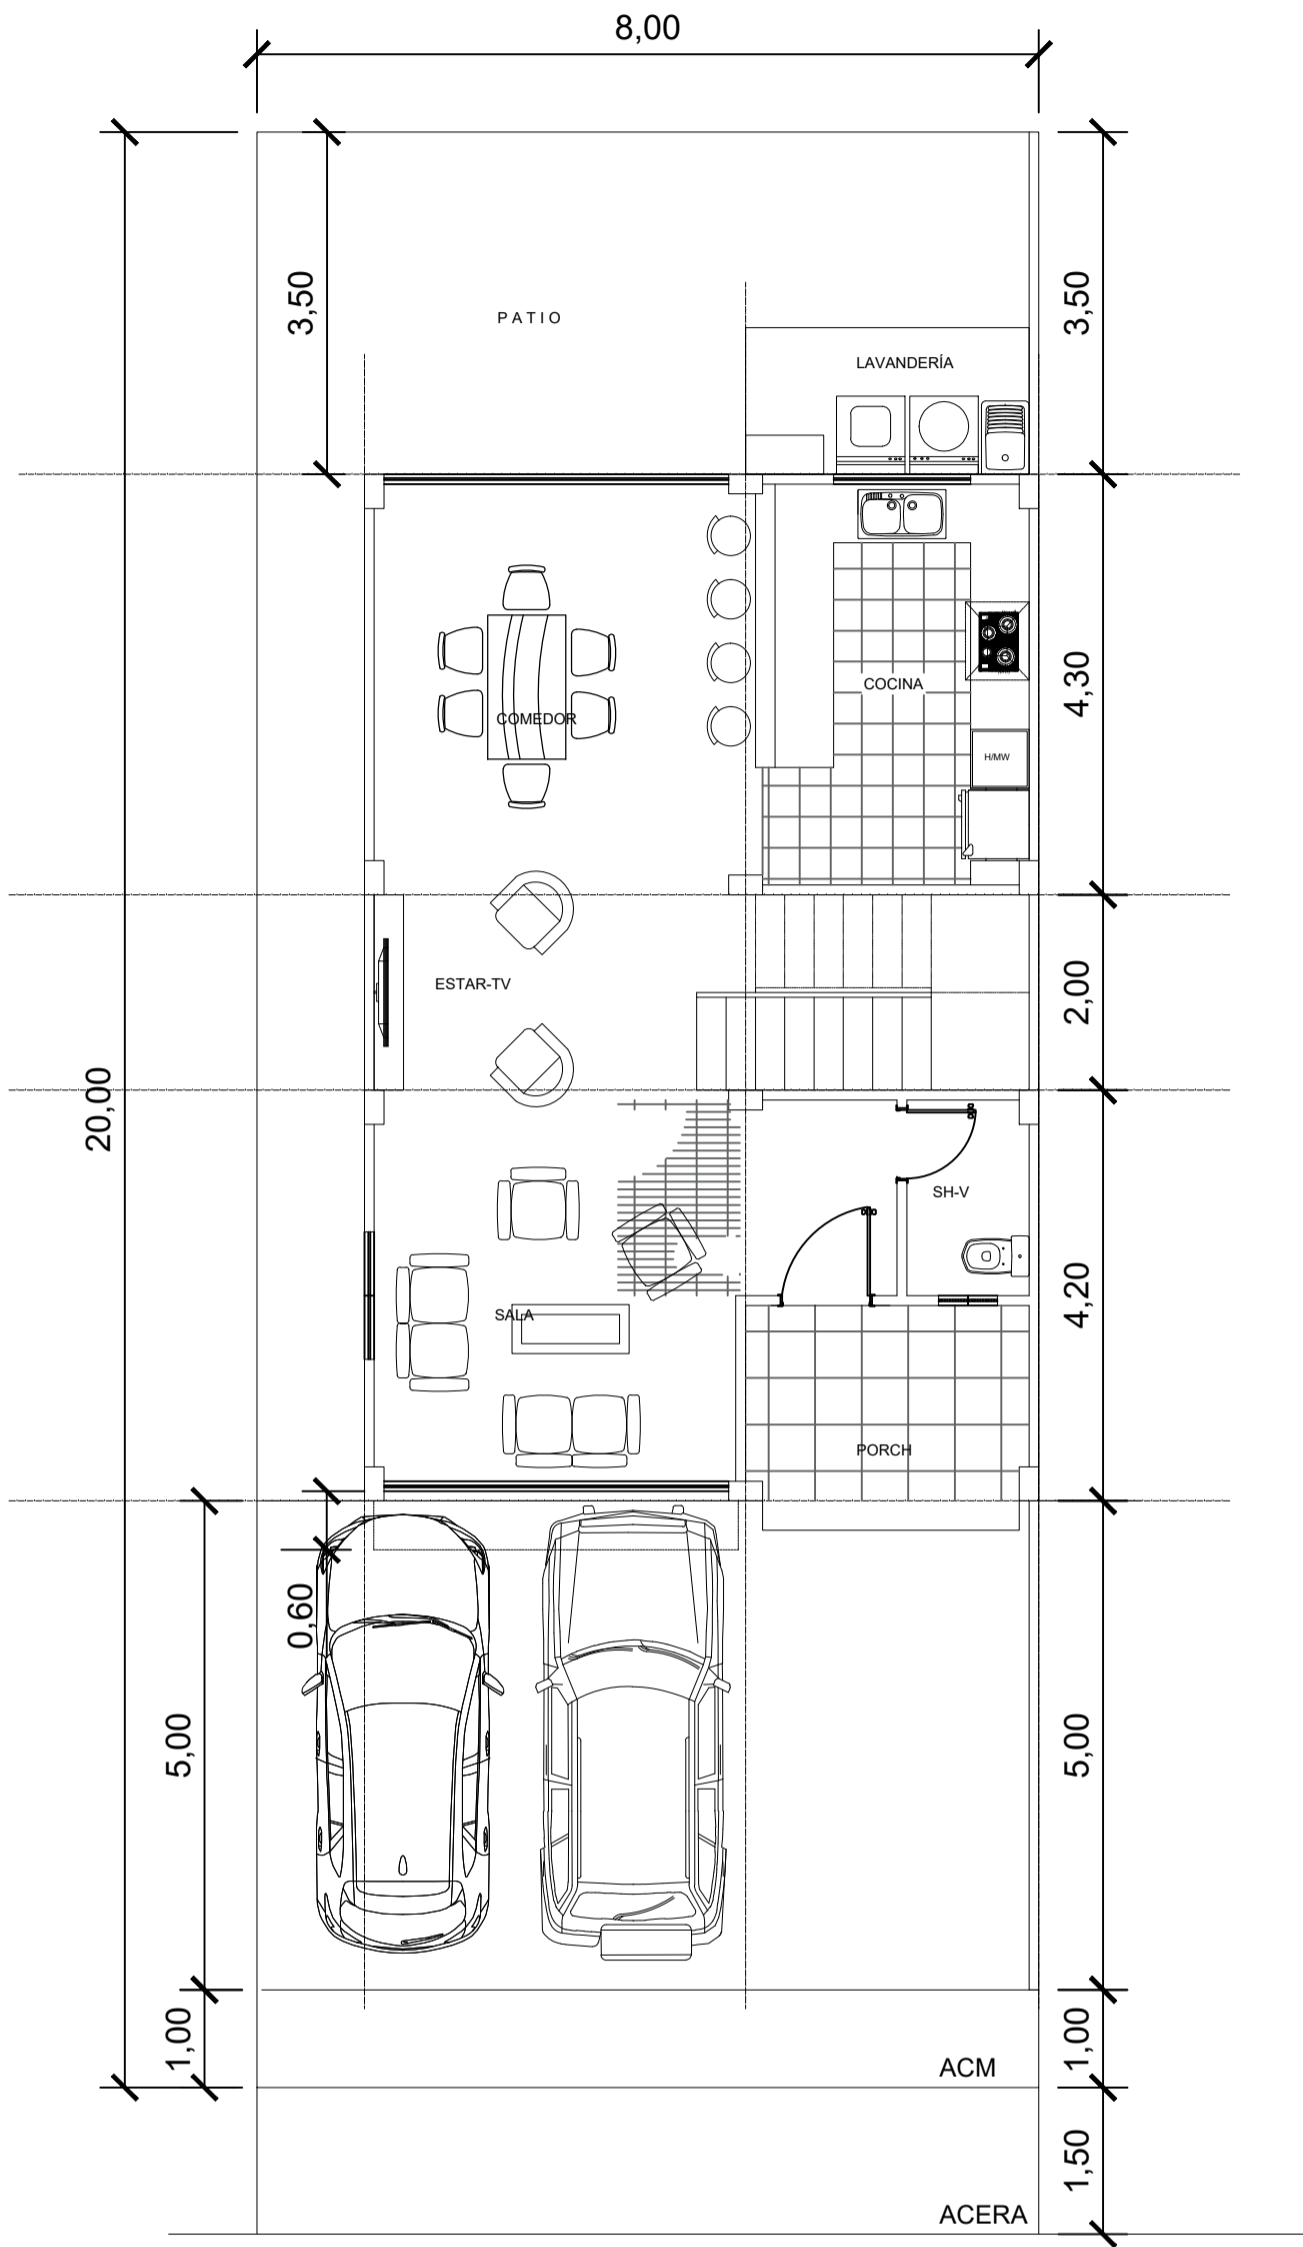 8,00
3,50
3,50
P A T I O
LAVANDERÍA
4,30
COCINA
COMEDOR
H/MW
2,00
ESTAR-TV
20,00
SH-V
4,20
SALA
PORCH
0,60
5,00
5,00
1,00
1,00
ACM
1,50
ACERA